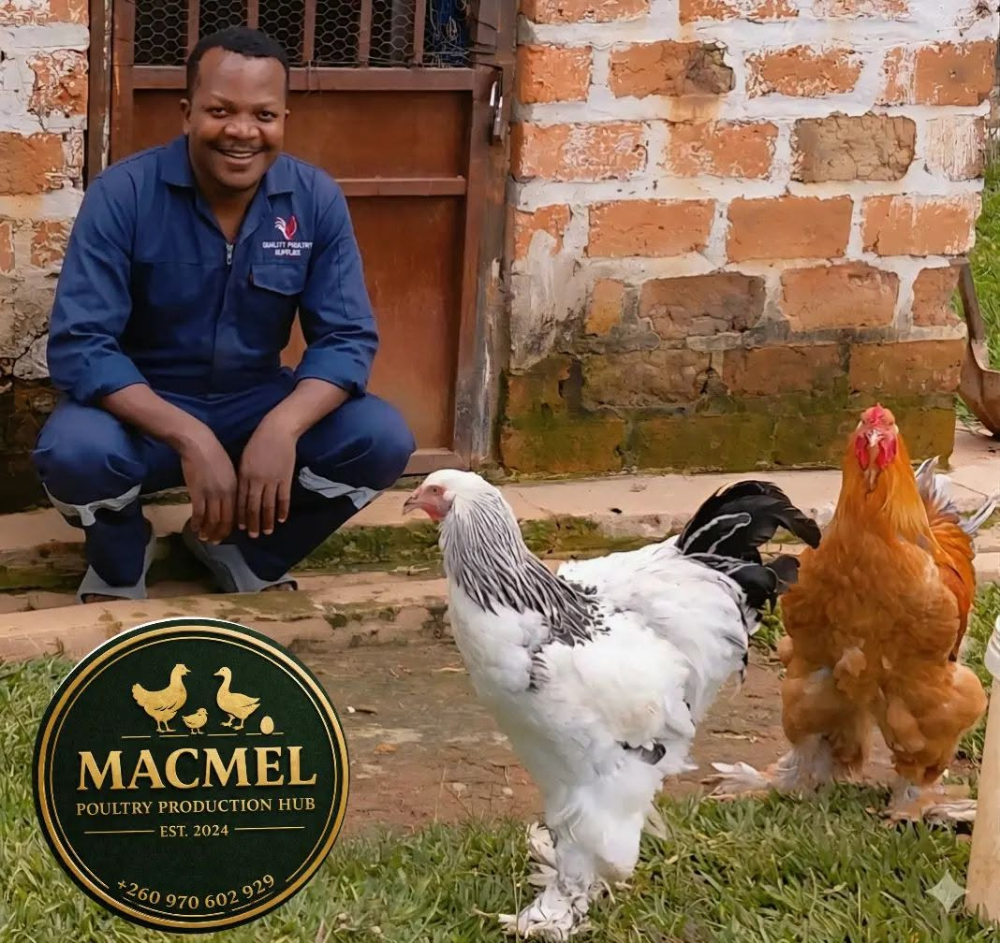 QUALITY POULTRY
SUPPLIES
MACMEL
POULTRY PRODUCTION HUB
EST. 2024
+260 970 602 929